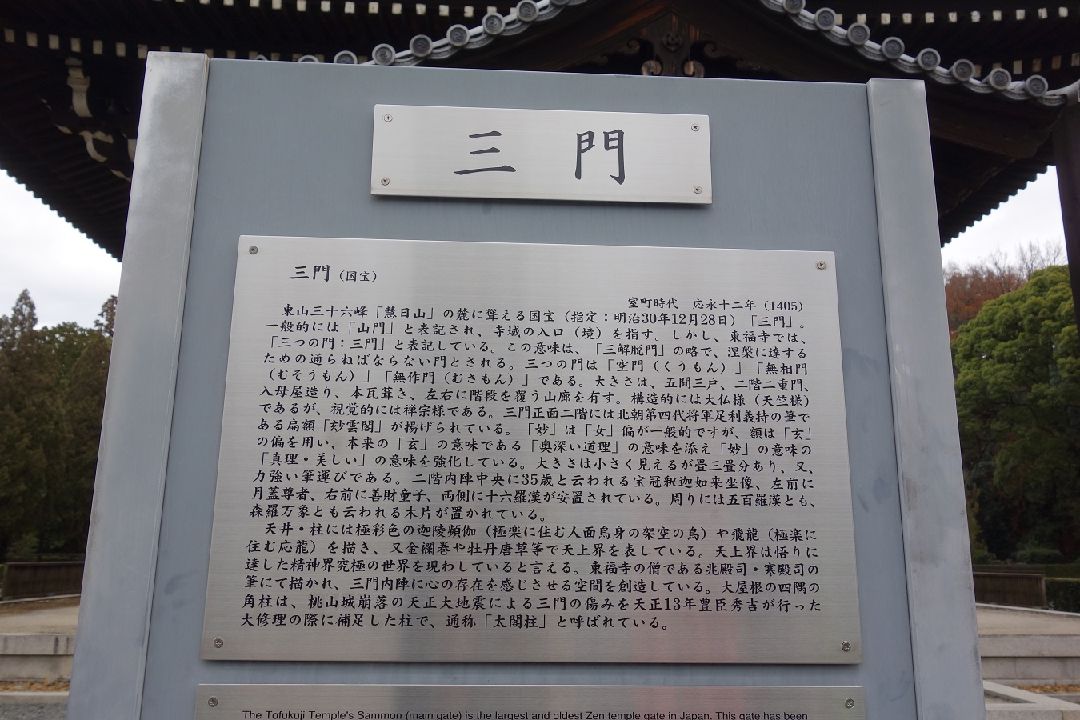 三門
三門（国宝）
室町時代　応永十二年（1405）
東山三十六峰「慧日山」の麓に聳える国宝（指定：明治30年12月28日）「三門」。
一般的には「山門」と表記され、寺域の入口（境）を指す。しかし、東福寺では、
「三つの門：三門」と表記している。この意味は、「三解脱門」の略で、涅槃に達する
ための通らねばならない門とされる。三つの門は「空門（くうもん）」「無相門
（むそうもん）」「無作門（むさもん）」である。大きさは、五間三戸、二階二重門、
入母屋造り、本瓦葺き、左右に階段を覆う山廊を有す。構造的には大仏様（天竺様）
であるが、視覚的には禅宗様である。三門正面二階には北朝第四代将軍足利義持の筆で
ある扁額「玅雲閣」が掲げられている。「妙」は「女」偏が一般的ですが、額は「玄」
の偏を用い、本来の「玄」の意味である「奥深い道理」の意味を添え「妙」の意味の
「真理・美しい」の意味を強化している。大きさは小さく見えるが畳三畳分あり、又、
力強い筆運びである。二階内陣中央に35歳と云われる宝冠釈迦如来坐像、左前に
月蓋尊者、右前に善財童子、両側に十六羅漢が安置されている。周りには五百羅漢とも、
森羅万象とも云われる木片が置かれている。
天井・柱には極彩色の迦陵頻伽（極楽に住む人面鳥身の架空の鳥）や飛龍（極楽に
住む応龍）を描き、又金襴巻や牡丹唐草等で天上界を表している。天上界は悟りに
達した精神界究極の世界を現わしていると言える。東福寺の僧である兆殿司・寒殿司の
筆にて描かれ、三門内陣に心の存在を感じさせる空間を創造している。大屋根の四隅の
角柱は、桃山城崩落の天正大地震による三門の傷みを天正13年豊臣秀吉が行った
大修理の際に補足した柱で、通称「太閤柱」と呼ばれている。
The Tofukuji Temple's Sammon (main gate) is the largest and oldest Zen temple gate in Japan. This gate has been